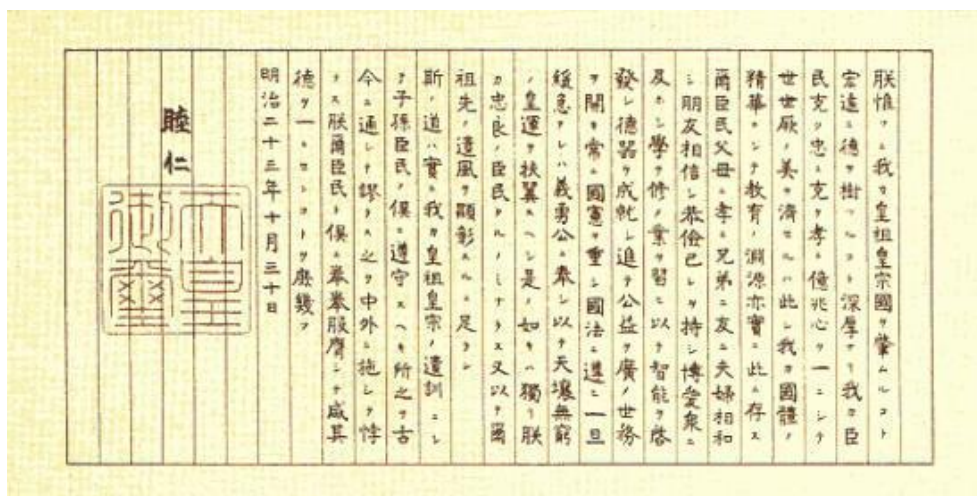 朕惟フニ我カ皇祖皇宗國ヲ肇ムルコト
宏遠ニ德ヲ樹ツルコト深厚ナリ我カ臣
民克ク忠ニ克ク孝ニ億兆心ヲ一ニシテ
世世厥ノ美ヲ濟セルハ此レ我カ國體ノ
精華ニシテ教育ノ淵源亦實ニ此ニ存ス
爾臣民父母ニ孝ニ兄弟ニ友ニ夫婦相和
シ朋友相信シ恭儉己レヲ持シ博愛衆ニ
及ホシ學ヲ修メ業ヲ習ヒ以テ智能ヲ啓
發シ德器ヲ成就シ進テ公益ヲ廣メ世務
ヲ開キ常ニ國憲ヲ重シ國法ニ遵ヒ一旦
緩急アレハ義勇公ニ奉シ以テ天壤無窮
ノ皇運ヲ扶翼スヘシ是ノ如キハ獨リ朕
カ忠良ノ臣民タルノミナラス又以テ爾
祖先ノ遺風ヲ顯彰スルニ足ラン
斯ノ道ハ實ニ我カ皇祖皇宗ノ遺訓ニシ
テ子孫臣民ノ俱ニ遵守スヘキ所之ヲ古
今ニ通シテ謬ラス之ヲ中外ニ施シテ悖
ラス朕爾臣民ト俱ニ拳拳服膺シテ咸其
德ヲ一ニセンコトヲ庶幾フ
明治二十三年十月三十日
睦仁
天皇
御璽